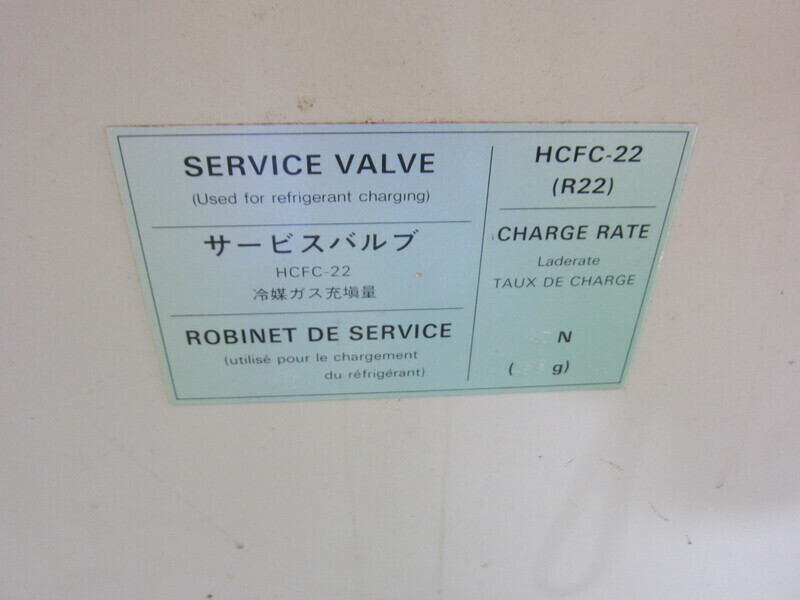 SERVICE VALVE
(Used for refrigerant charging)
サービスバルブ
HCFC-22
冷媒ガス充填量
ROBINET DE SERVICE
(utilisé pour le chargement
du réfrigérant)
HCFC-22
(R22)
CHARGE RATE
Laderate
TAUX DE CHARGE
N
( g)